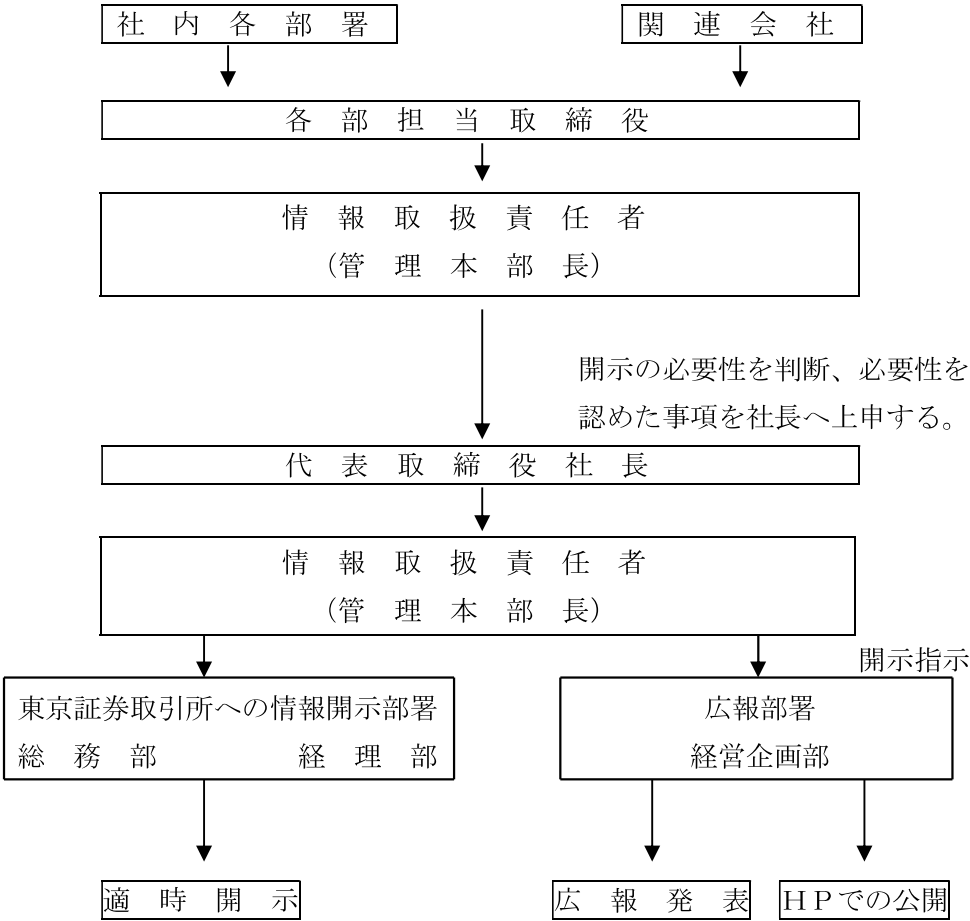 社内各部署
関連会社
各部担当取締役
情報取扱責任者
（管理本部長）
開示の必要性を判断、必要性を
認めた事項を社長へ上申する。
代表取締役社長
情報取扱責任者
（管理本部長）
開示指示
東京証券取引所への情報開示部署
総務部　経理部
広報部署
経営企画部
適時開示
広報発表
ＨＰでの公開